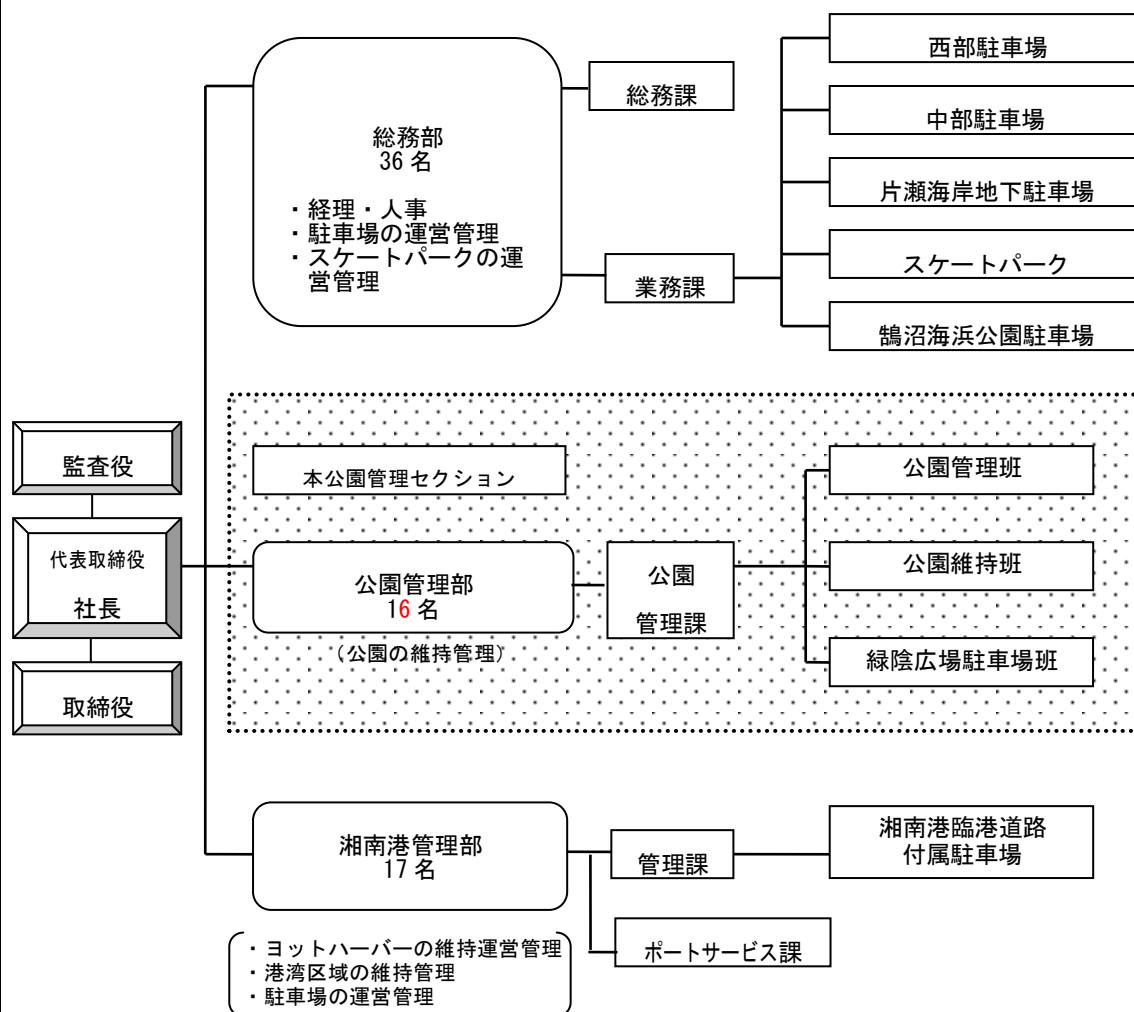 総務部
36 名
・経理・人事
・駐車場の運営管理
・スケートパークの運
営管理
総務課
業務課
西部駐車場
中部駐車場
片瀬海岸地下駐車場
スケートパーク
鵠沼海浜公園駐車場
監査役
代表取締役
社長
取締役
本公園管理セクション
公園管理部
16 名
(公園の維持管理)
公園
管理課
公園管理班
公園維持班
緑陰広場駐車場班
湘南港管理部
17 名
・ヨットハーバーの維持運営管理
・港湾区域の維持管理
・駐車場の運営管理
管理課
ポートサービス課
湘南港臨港道路
付属駐車場